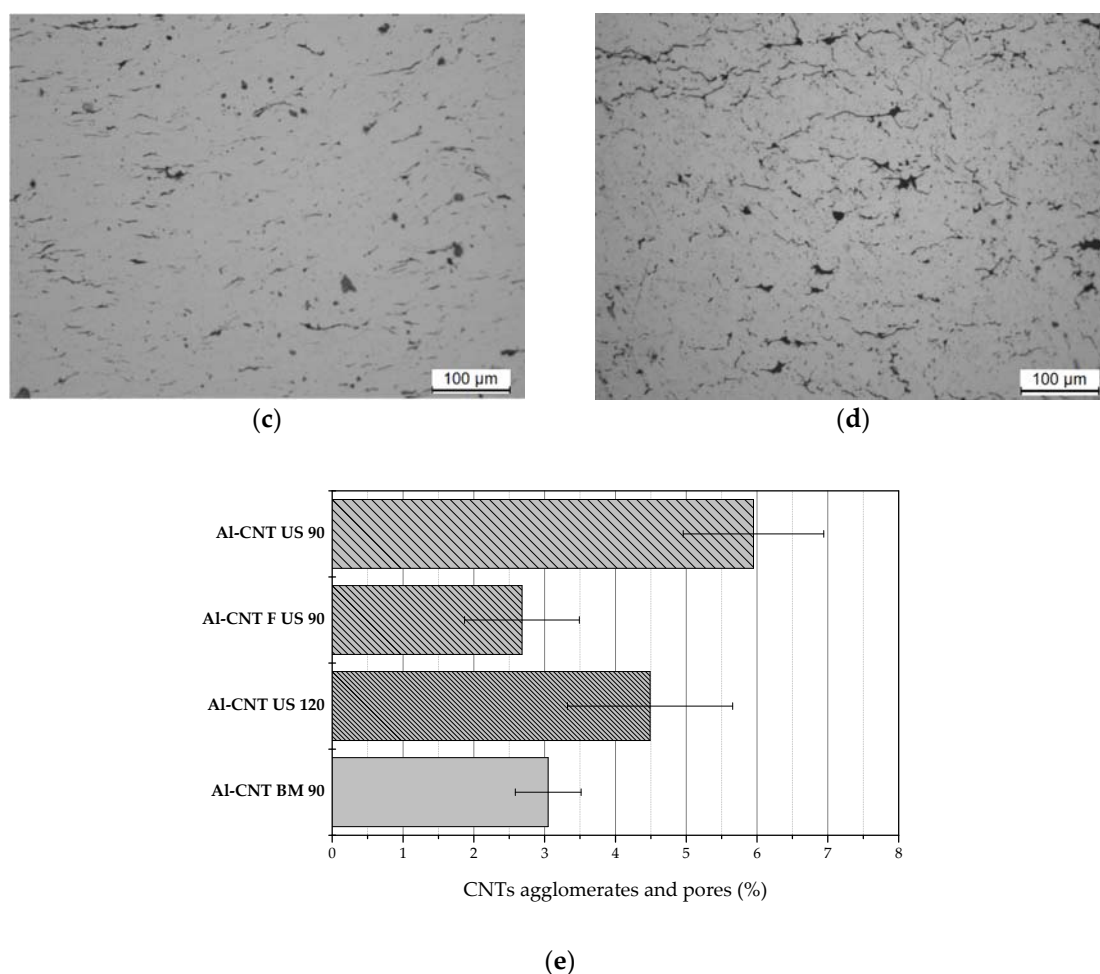 100 µm
100 µm
(c)
(d)
Al-CNT US 90
Al-CNT F US 90
Al-CNT US 120
Al-CNT BM 90
0 1 2 3 4 5 6 7 8
CNTs agglomerates and pores (%)
(e)